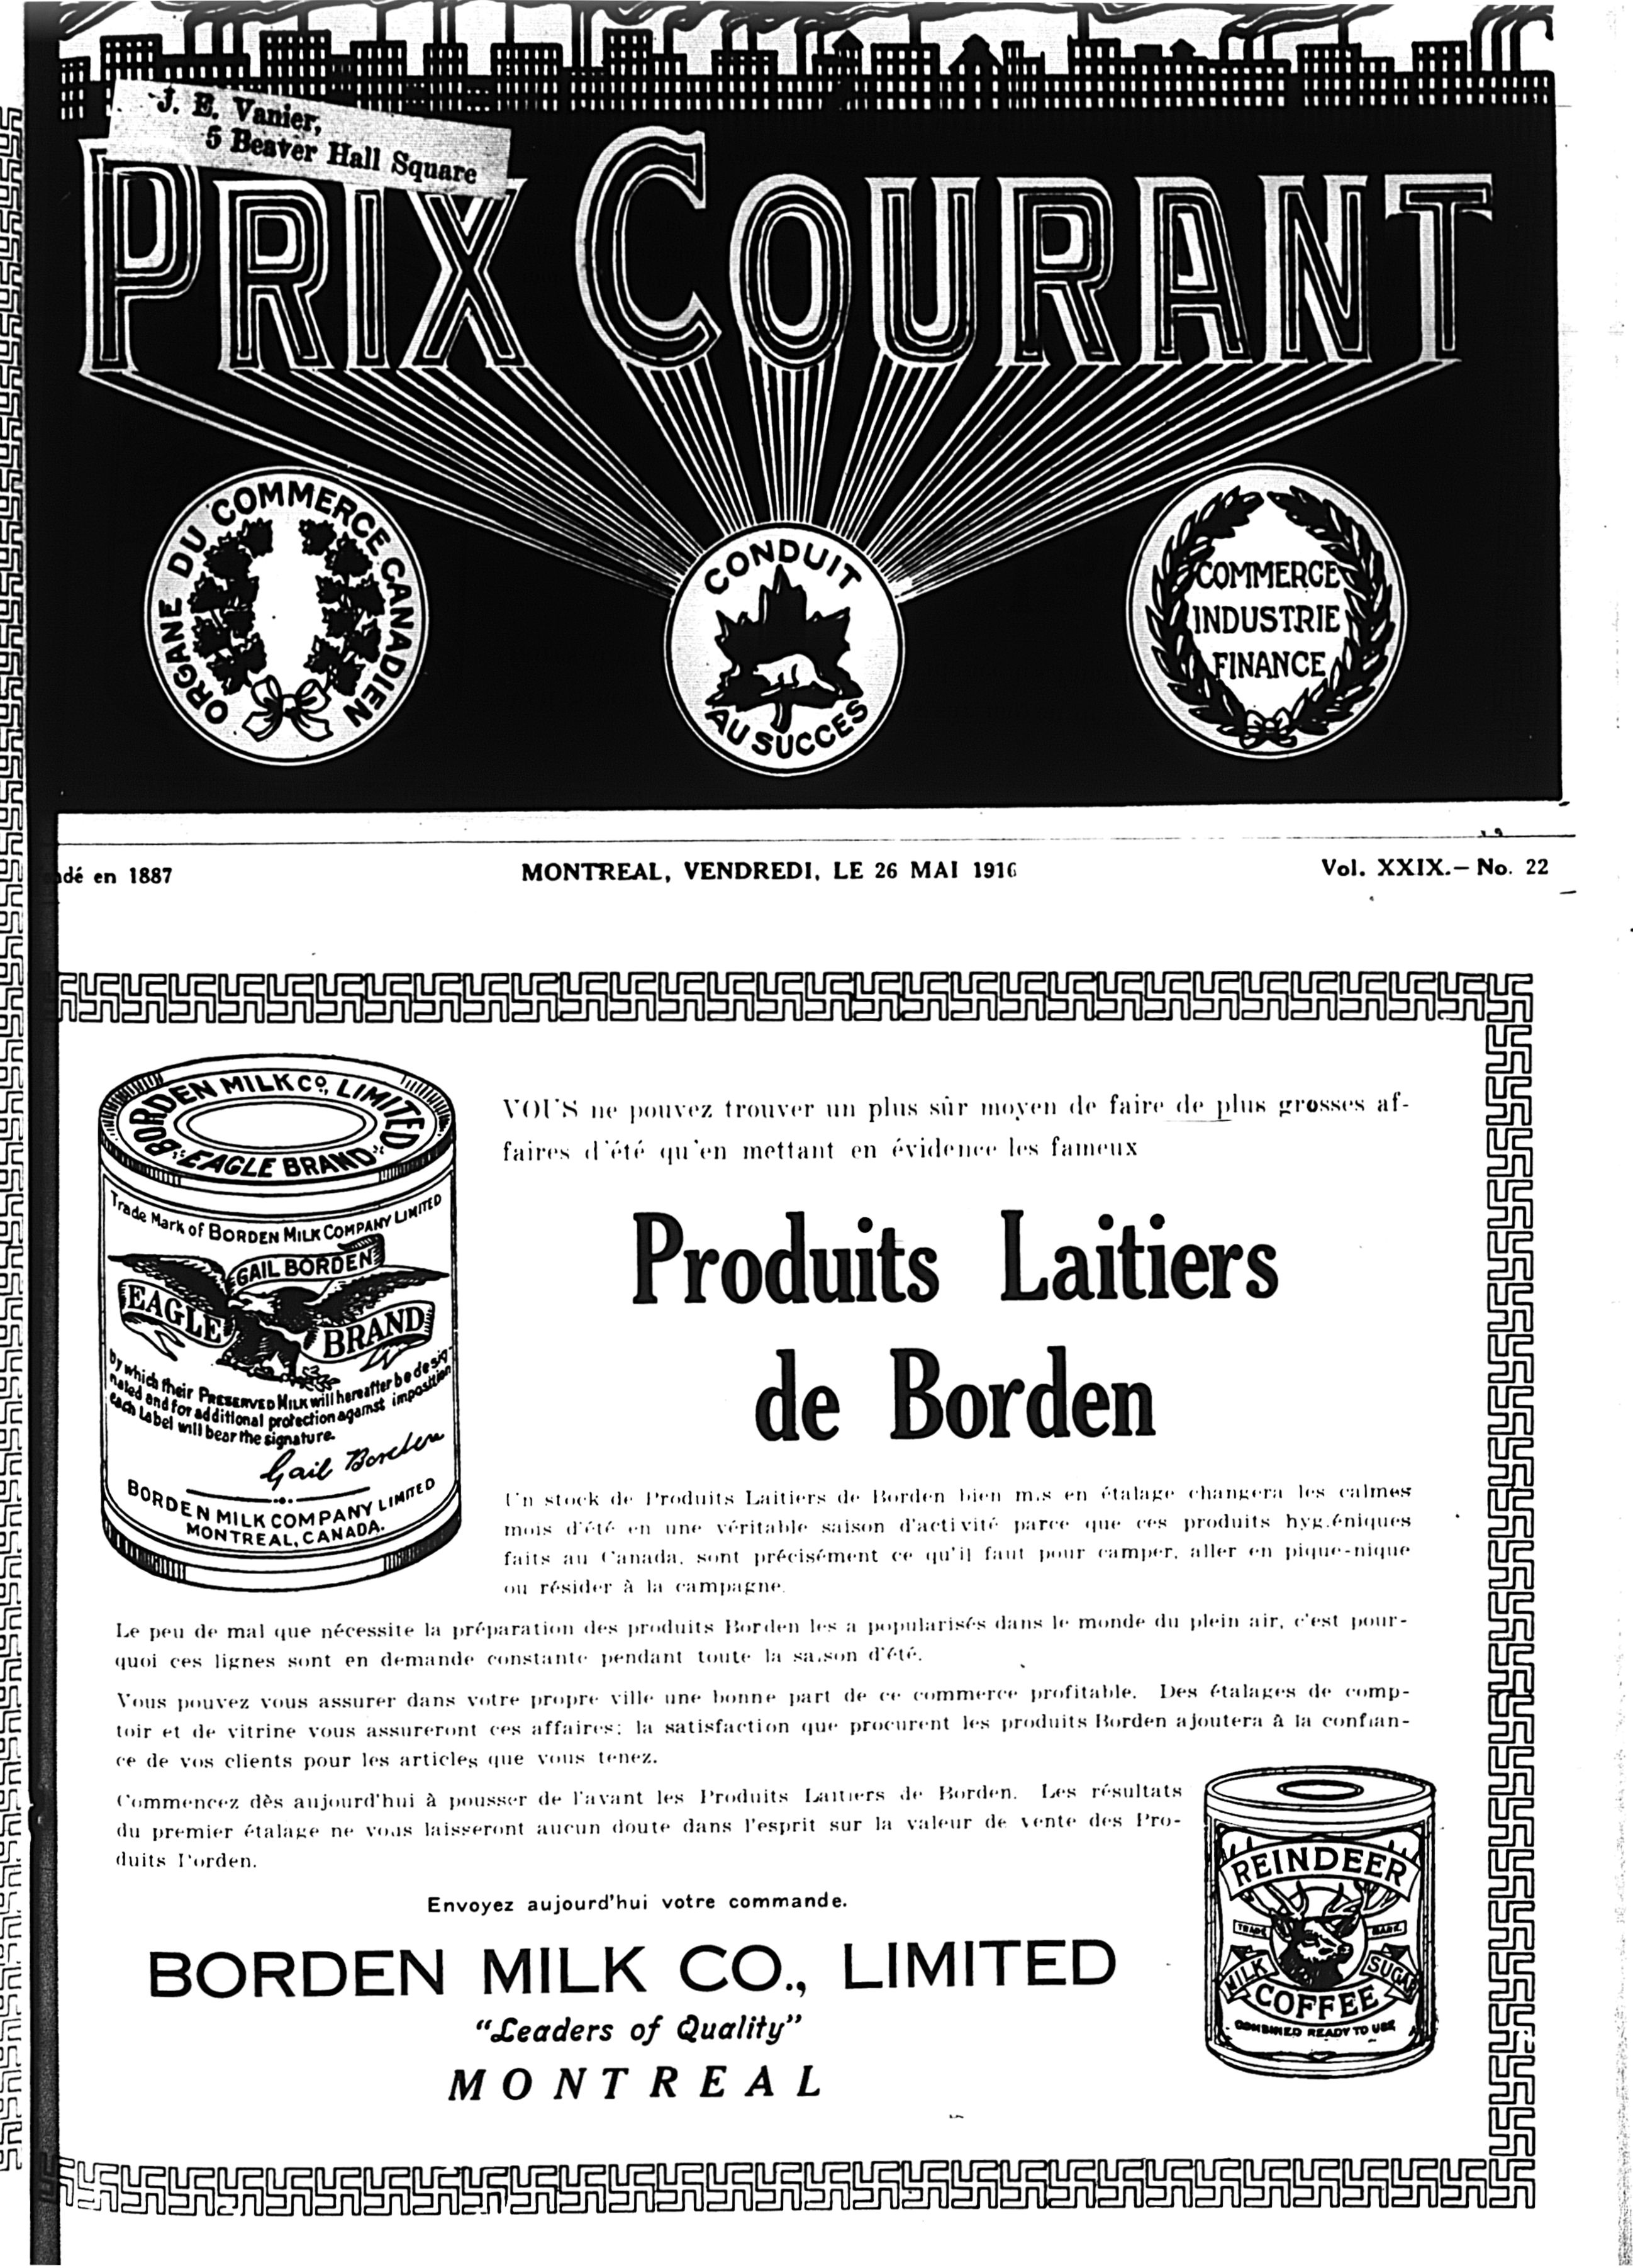 J. E. Vanier,
5 Beaver Hall Square
PRIX COURANT
ORGANE DU COMMERCE CANADIEN
CONDUIT
AU SUCCES
COMMERCE
INDUSTRIE
FINANCE
ndé en 1887
MONTREAL, VENDREDI, LE 26 MAI 1916
Vol. XXIX.— No. 22
BORDEN MILK Co., LIMITED
"EAGLE BRAND"
Trade Mark of BORDEN MILK COMPANY LIMITED
GAIL BORDEN
EAGLE
BRAND
by which their PRESERVED MILK will hereafter be desig-
nated and for additional protection against imposition
each Label will bear the signature.
Gail Borden
BORDEN MILK COMPANY LIMITED
MONTREAL, CANADA.
VOUS ne pouvez trouver un plus sûr moyen de faire de plus grosses af-
faires d'été qu'en mettant en évidence les fameux
Produits Laitiers
de Borden
Un stock de Produits Laitiers de Borden bien mis en étalage changera les calmes
mois d'été en une véritable saison d'activité parce que ces produits hygiéniques
faits au Canada, sont précisément ce qu'il faut pour camper, aller en pique-nique
ou résider à la campagne.
Le peu de mal que nécessite la préparation des produits Borden les a popularisés dans le monde du plein air, c'est pour-
quoi ces lignes sont en demande constante pendant toute la saison d'été.
Vous pouvez vous assurer dans votre propre ville une bonne part de ce commerce profitable. Des étalages de comp-
toir et de vitrine vous assureront ces affaires; la satisfaction que procurent les produits Borden ajoutera à la confian-
ce de vos clients pour les articles que vous tenez.
Commencez dès aujourd'hui à pousser de l'avant les Produits Laitiers de Borden. Les résultats
du premier étalage ne vous laisseront aucun doute dans l'esprit sur la valeur de vente des Pro-
duits Borden.
Envoyez aujourd'hui votre commande.
BORDEN MILK CO., LIMITED
"Leaders of Quality"
MONTREAL
REINDEER
TRADE MARK
MILK
SUGAR
COFFEE
COMBINED READY TO USE